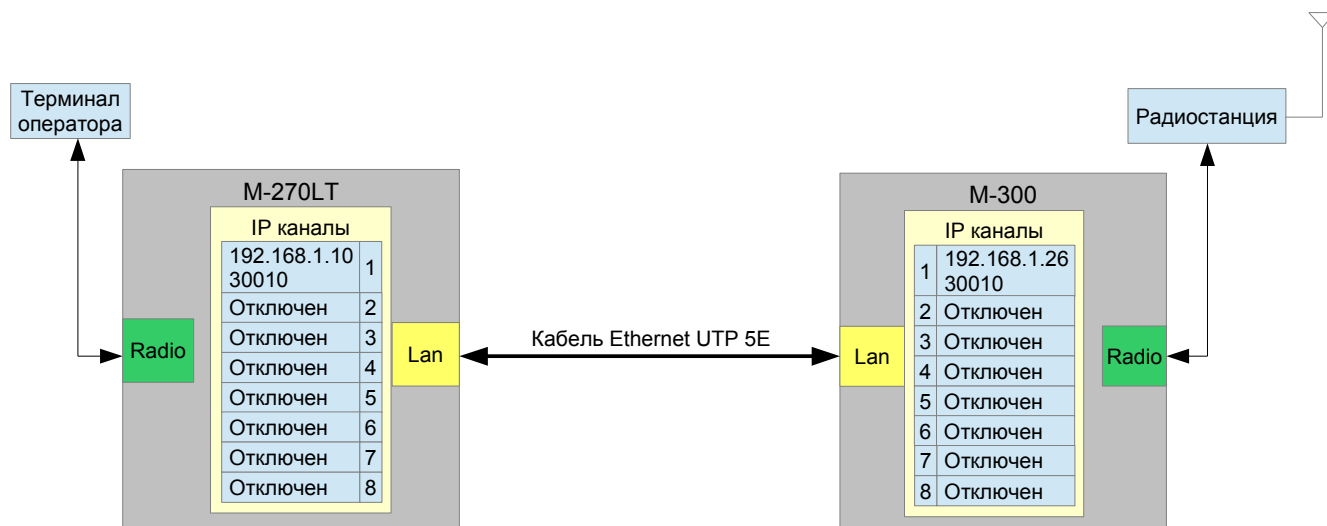 Терминал
оператора
M-270LT
IP каналы
192.168.1.10
30010
1
Отключен 2
Отключен 3
Отключен 4
Отключен 5
Отключен 6
Отключен 7
Отключен 8
Radio
Lan
Кабель Ethernet UTP 5E
Радиостанция
M-300
IP каналы
1
192.168.1.26
30010
2 Отключен
3 Отключен
4 Отключен
5 Отключен
6 Отключен
7 Отключен
8 Отключен
Lan
Radio